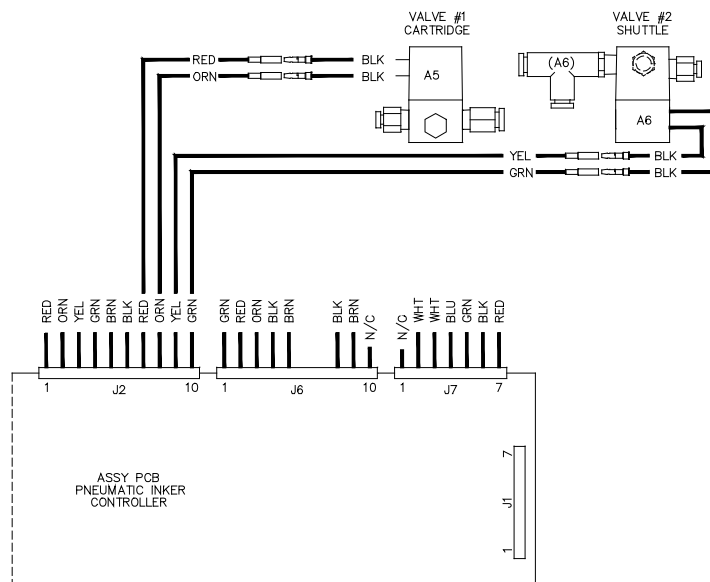 VALVE #1
CARTRIDGE
VALVE #2
SHUTTLE
RED
BLK
ORN
BLK
A5
(A6)
A6
YEL
BLK
GRN
BLK
RED
ORN
YEL
GRN
BRN
BLK
RED
ORN
YEL
GRN
GRN
RED
ORN
BLK
BRN
BLK
BRN
N/C
N/C
WHT
WHT
BLU
GRN
BLK
RED
1
J2
10
1
J6
10
1
J7
7
ASSY PCB
PNEUMATIC INKER
CONTROLLER
7
J1
1